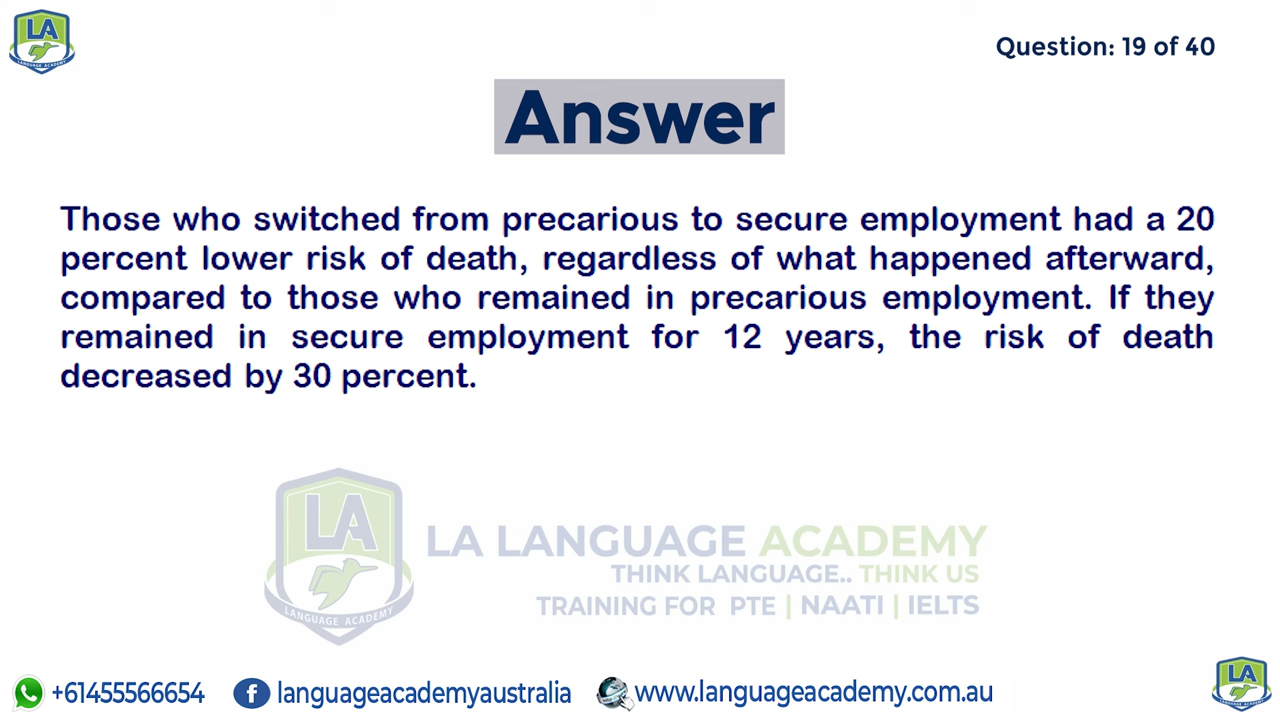 LA
LANGUAGE ACADEMY
Question: 19 of 40
Answer
Those who switched from precarious to secure employment had a 20
percent lower risk of death, regardless of what happened afterward,
compared to those who remained in precarious employment. If they
remained in secure employment for 12 years, the risk of death
decreased by 30 percent.
LA
LANGUAGE ACADEMY
LA LANGUAGE ACADEMY
THINK LANGUAGE.. THINK US
TRAINING FOR PTE | NAATI | IELTS
+61455566654
f languageacademyaustralia
www.languageacademy.com.au
LA
LANGUAGE ACADEMY